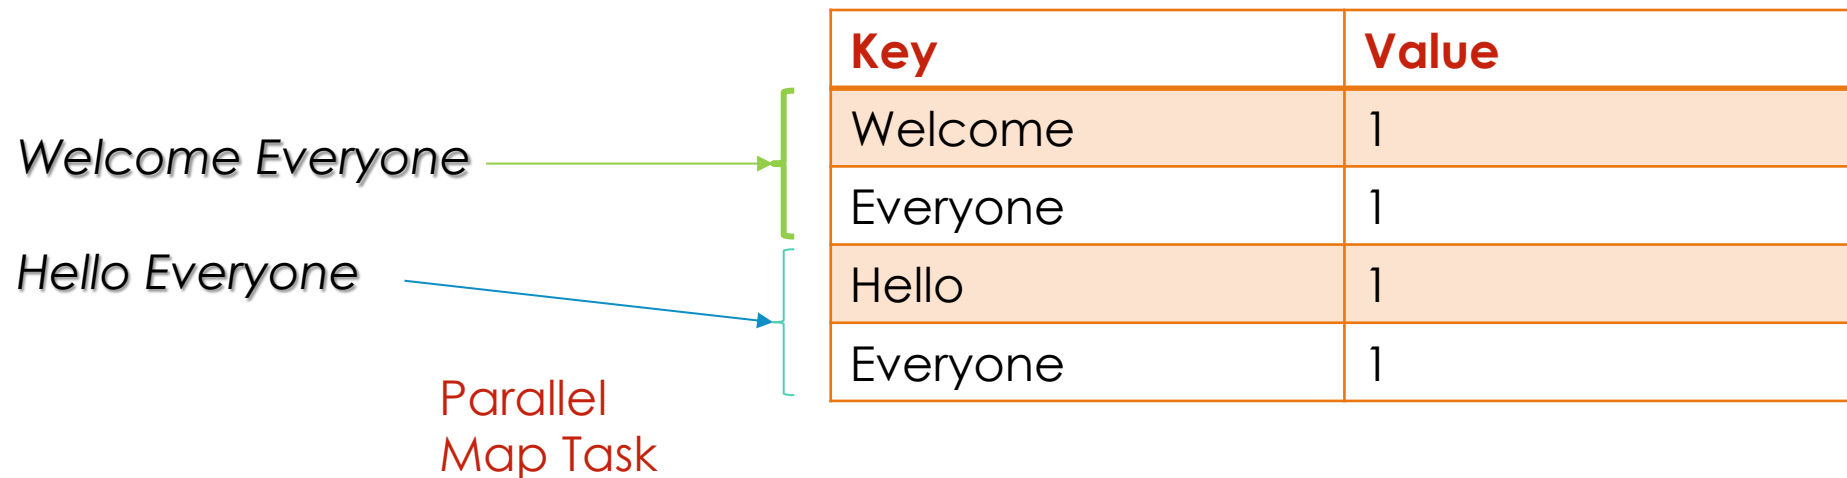 Key Value
Welcome 1
Welcome Everyone
Everyone 1
Hello Everyone
Hello 1
Everyone 1
Parallel
Map Task